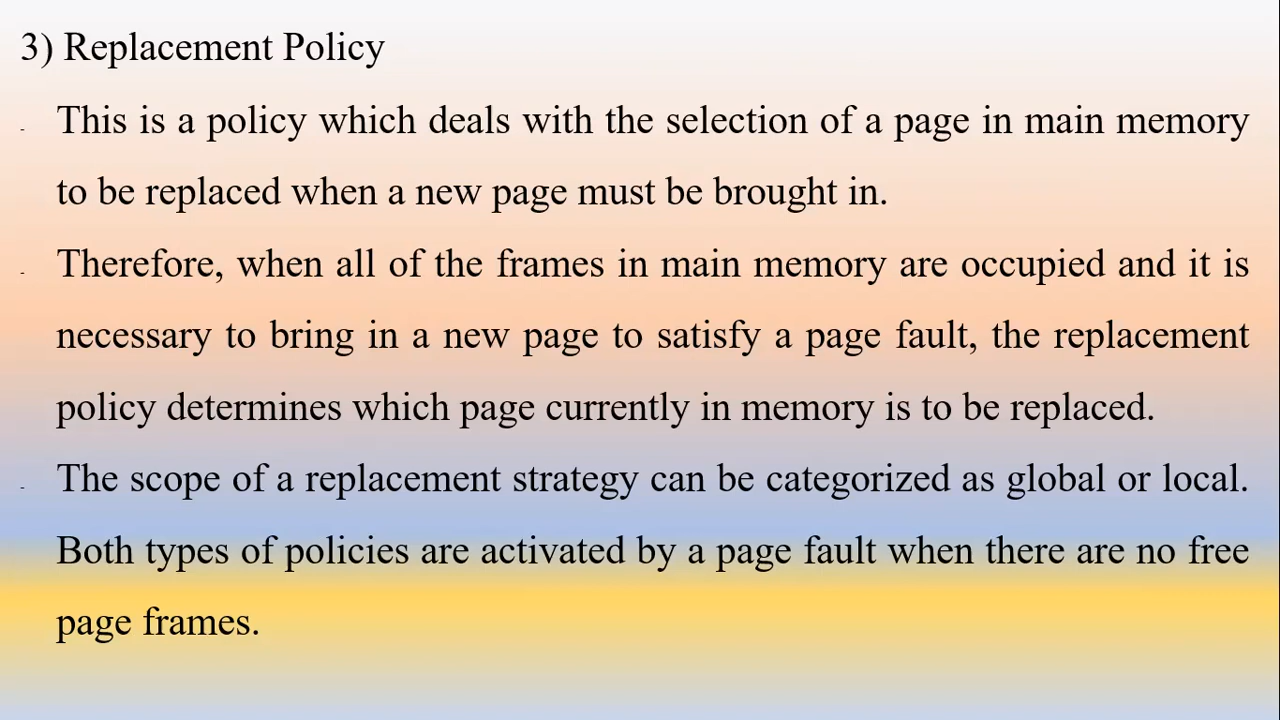 3) Replacement Policy
- This is a policy which deals with the selection of a page in main memory
to be replaced when a new page must be brought in.
- Therefore, when all of the frames in main memory are occupied and it is
necessary to bring in a new page to satisfy a page fault, the replacement
policy determines which page currently in memory is to be replaced.
- The scope of a replacement strategy can be categorized as global or local.
Both types of policies are activated by a page fault when there are no free
page frames.